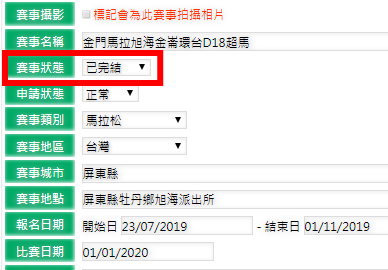 賽事攝影 標記會為此賽事拍攝相片
賽事名稱 金門馬拉旭海金崙環台D18超馬
賽事狀態 已完結
申請狀態 正常
賽事類別 馬拉松
賽事地區 台灣
賽事城市 屏東縣
賽事地點 屏東縣牡丹鄉旭海派出所
報名日期 開始日 23/07/2019 - 結束日 01/11/2019
比賽日期 01/01/2020